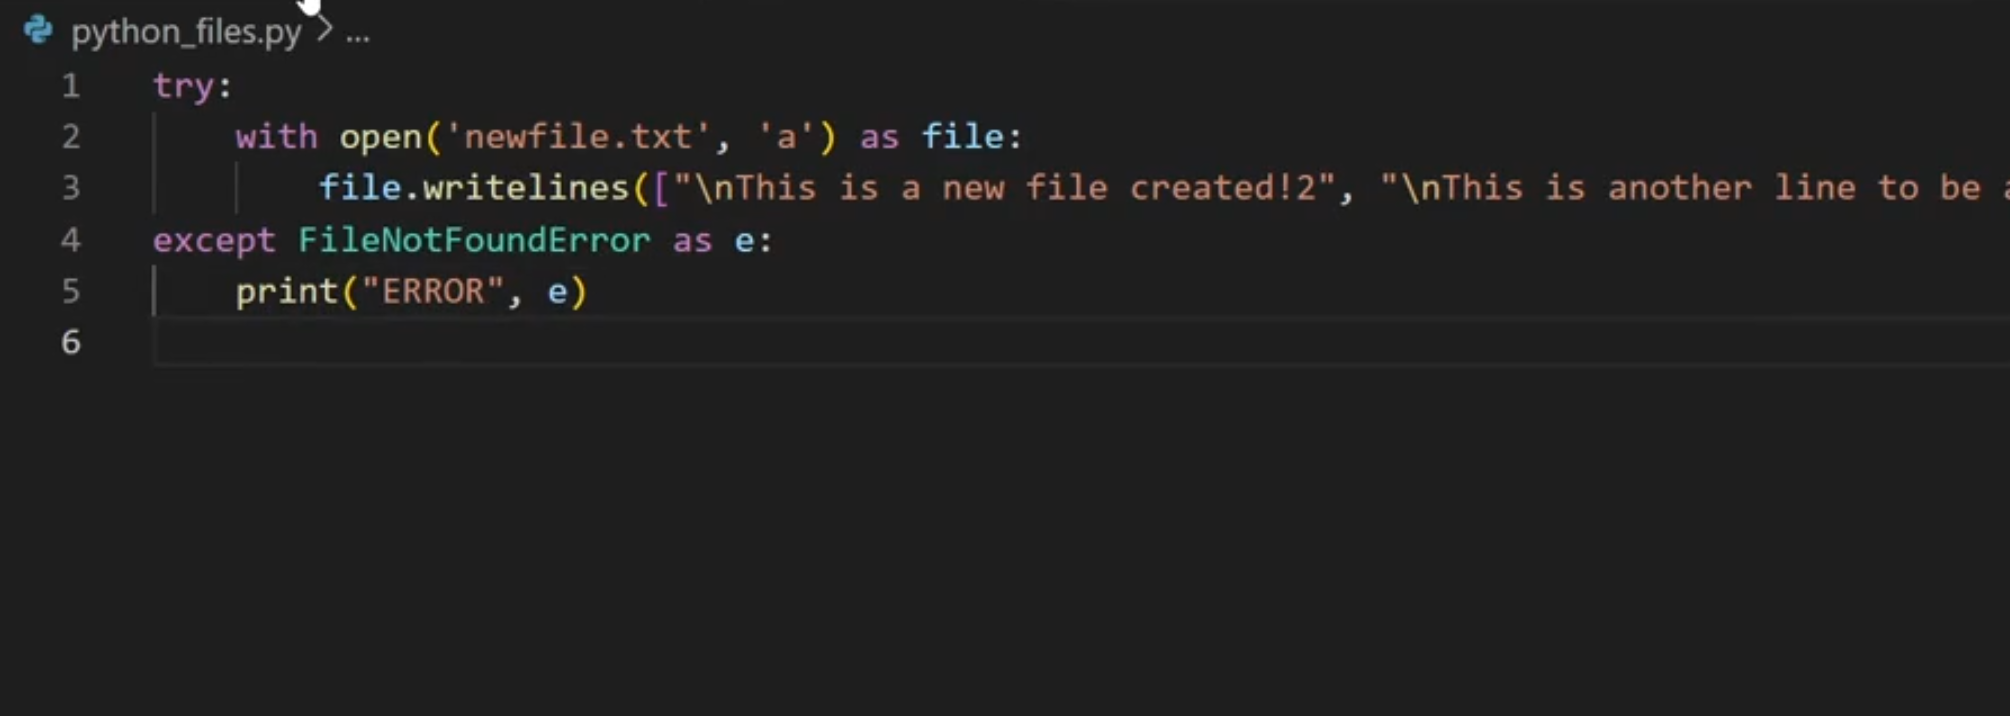 python_files.py > ...
1 try:
2     with open('newfile.txt', 'a') as file:
3         file.writelines(["\nThis is a new file created!2", "\nThis is another line to be
4 except FileNotFoundError as e:
5     print("ERROR", e)
6